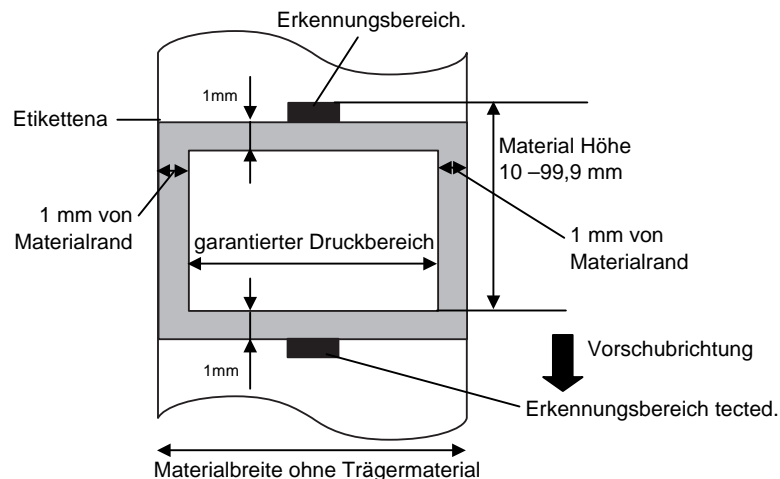 Erkennungsbereich.
1mm
Etikettena
Material Höhe
10 –99,9 mm
1 mm von
Materialrand
garantierter Druckbereich
1 mm von
Materialrand
1mm
Vorschubrichtung
Erkennungsbereich tected.
Materialbreite ohne Trägermaterial